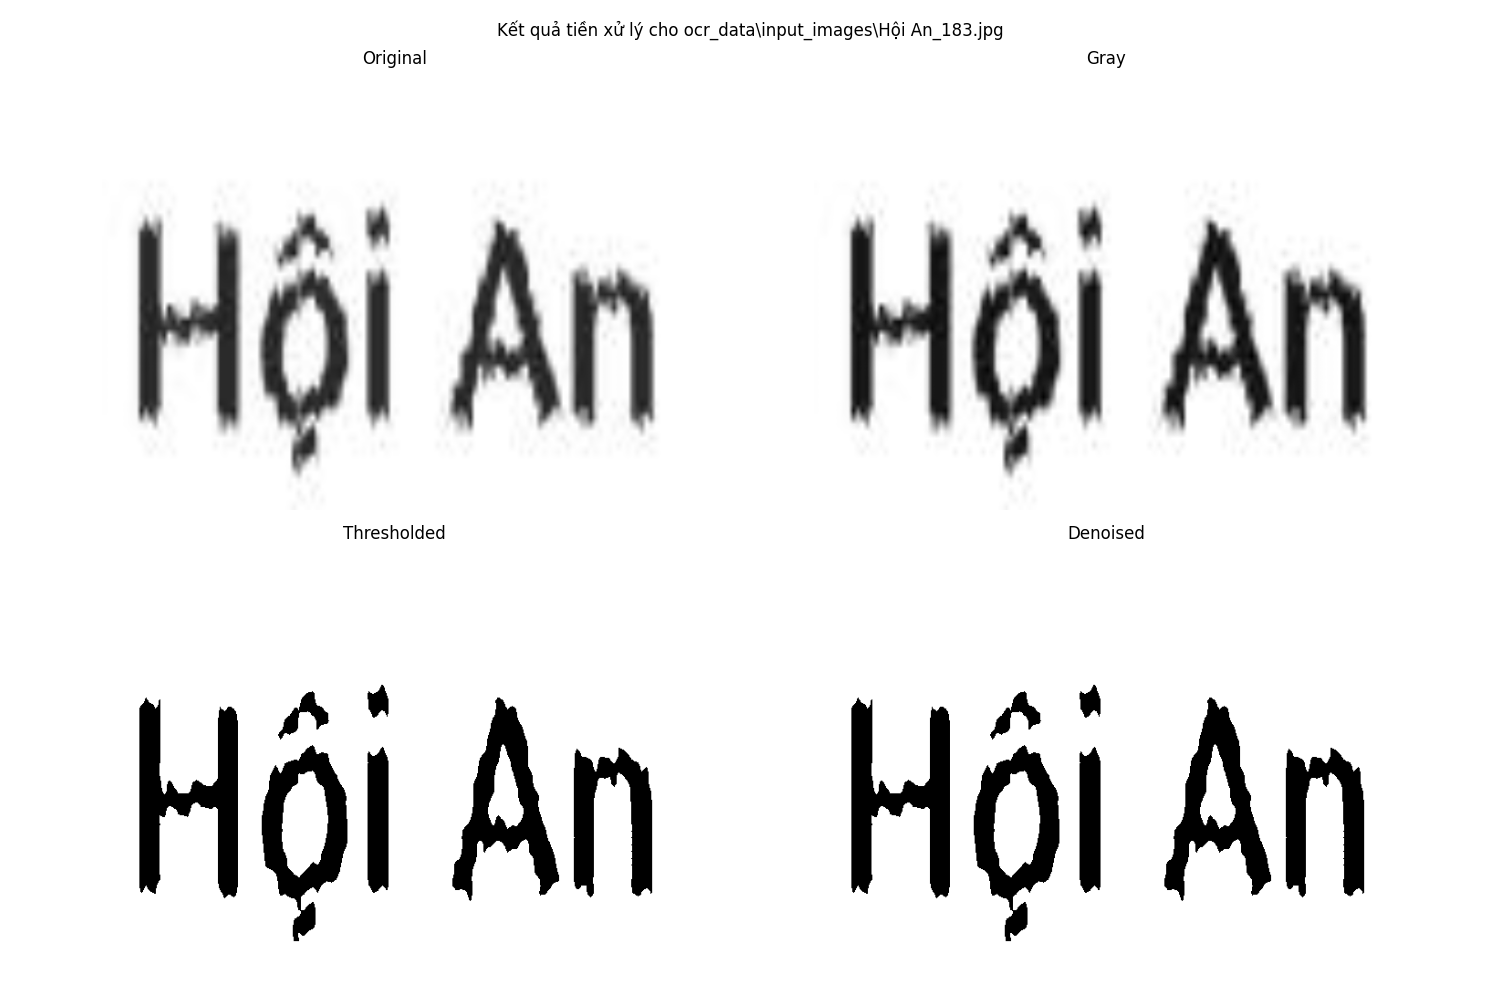 Kết quả tiền xử lý cho ocr_data\input_images\Hội An_183.jpg
Original
Gray
Hội An
Hội An
Thresholded
Denoised
Hội An
Hội An